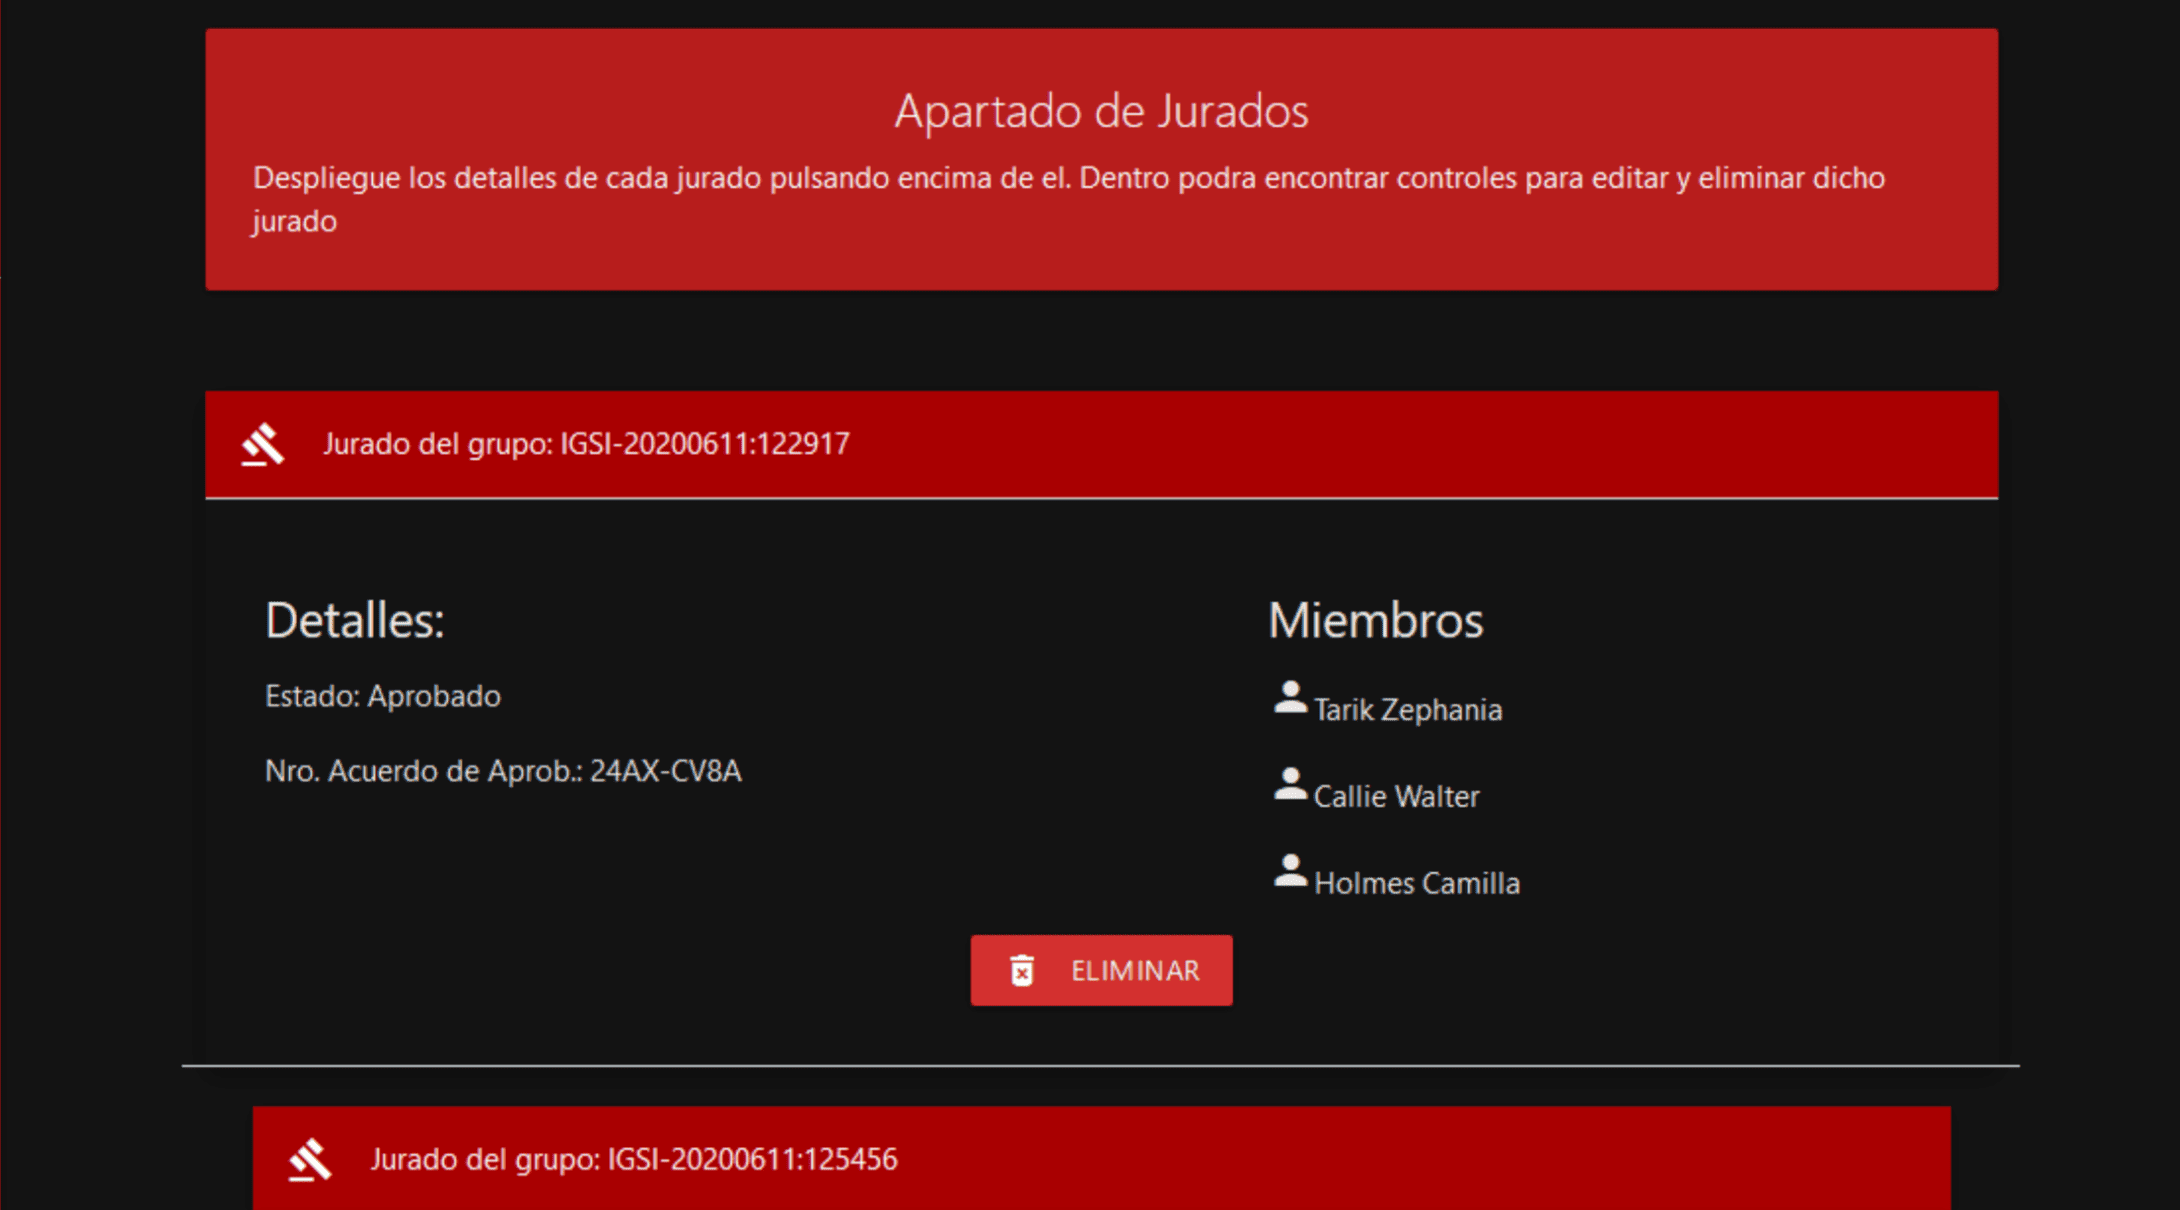 Apartado de Jurados
Despliegue los detalles de cada jurado pulsando encima de el. Dentro podra encontrar controles para editar y eliminar dicho
jurado
Jurado del grupo: IGSI-20200611:122917
Detalles:
Estado: Aprobado
Nro. Acuerdo de Aprob.: 24AX-CV8A
Miembros
Tarik Zephania
Callie Walter
Holmes Camilla
ELIMINAR
Jurado del grupo: IGSI-20200611:125456